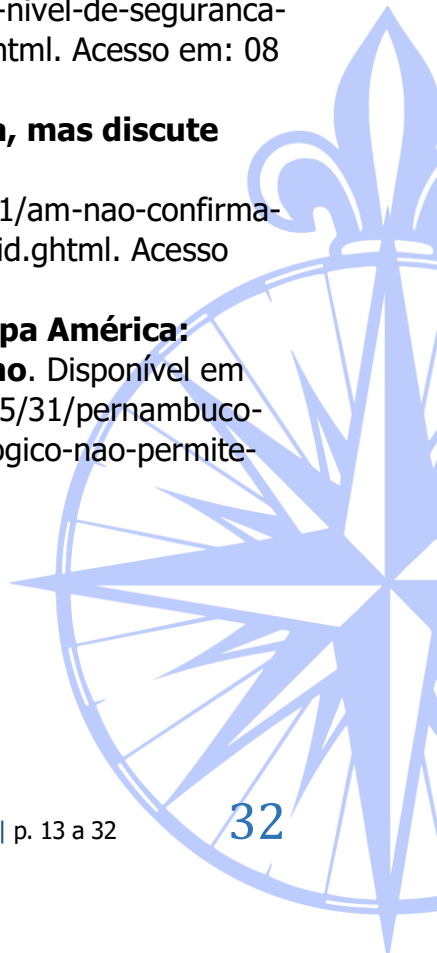 -nivel-de-seguranca-
html. Acesso em: 08
, mas discute
1/am-nao-confirma-
id.ghtml. Acesso
pa América:
no. Disponível em
5/31/pernambuco-
ogico-nao-permite-
| p. 13 a 32
32